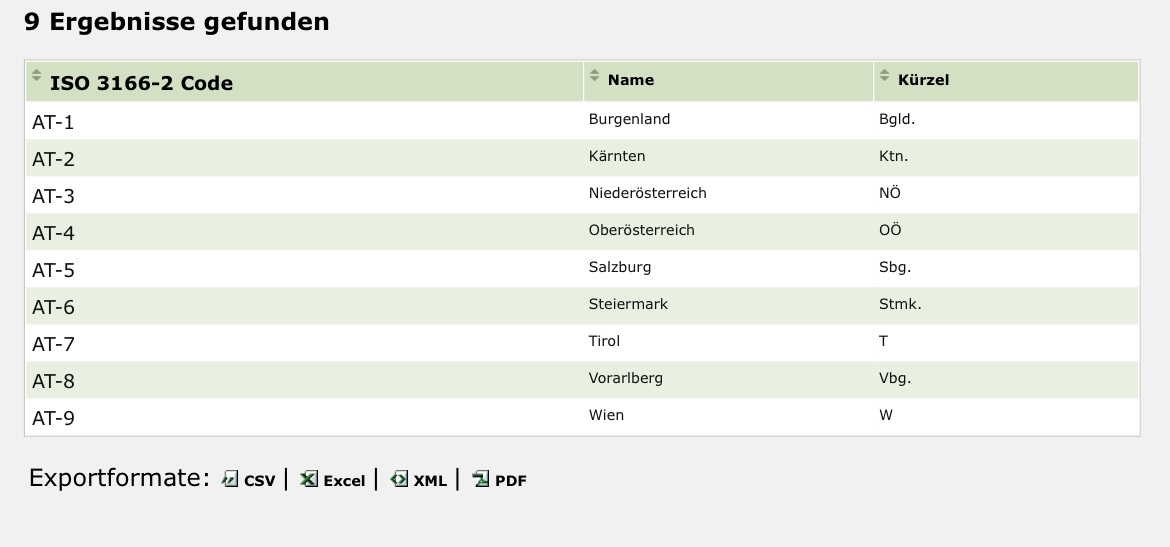 9 Ergebnisse gefunden
ISO 3166-2 Code Name Kürzel
AT-1 Burgenland Bgld.
AT-2 Kärnten Ktn.
AT-3 Niederösterreich NÖ
AT-4 Oberösterreich OÖ
AT-5 Salzburg Sbg.
AT-6 Steiermark Stmk.
AT-7 Tirol T
AT-8 Vorarlberg Vbg.
AT-9 Wien W
Exportformate: CSV | Excel | XML | PDF